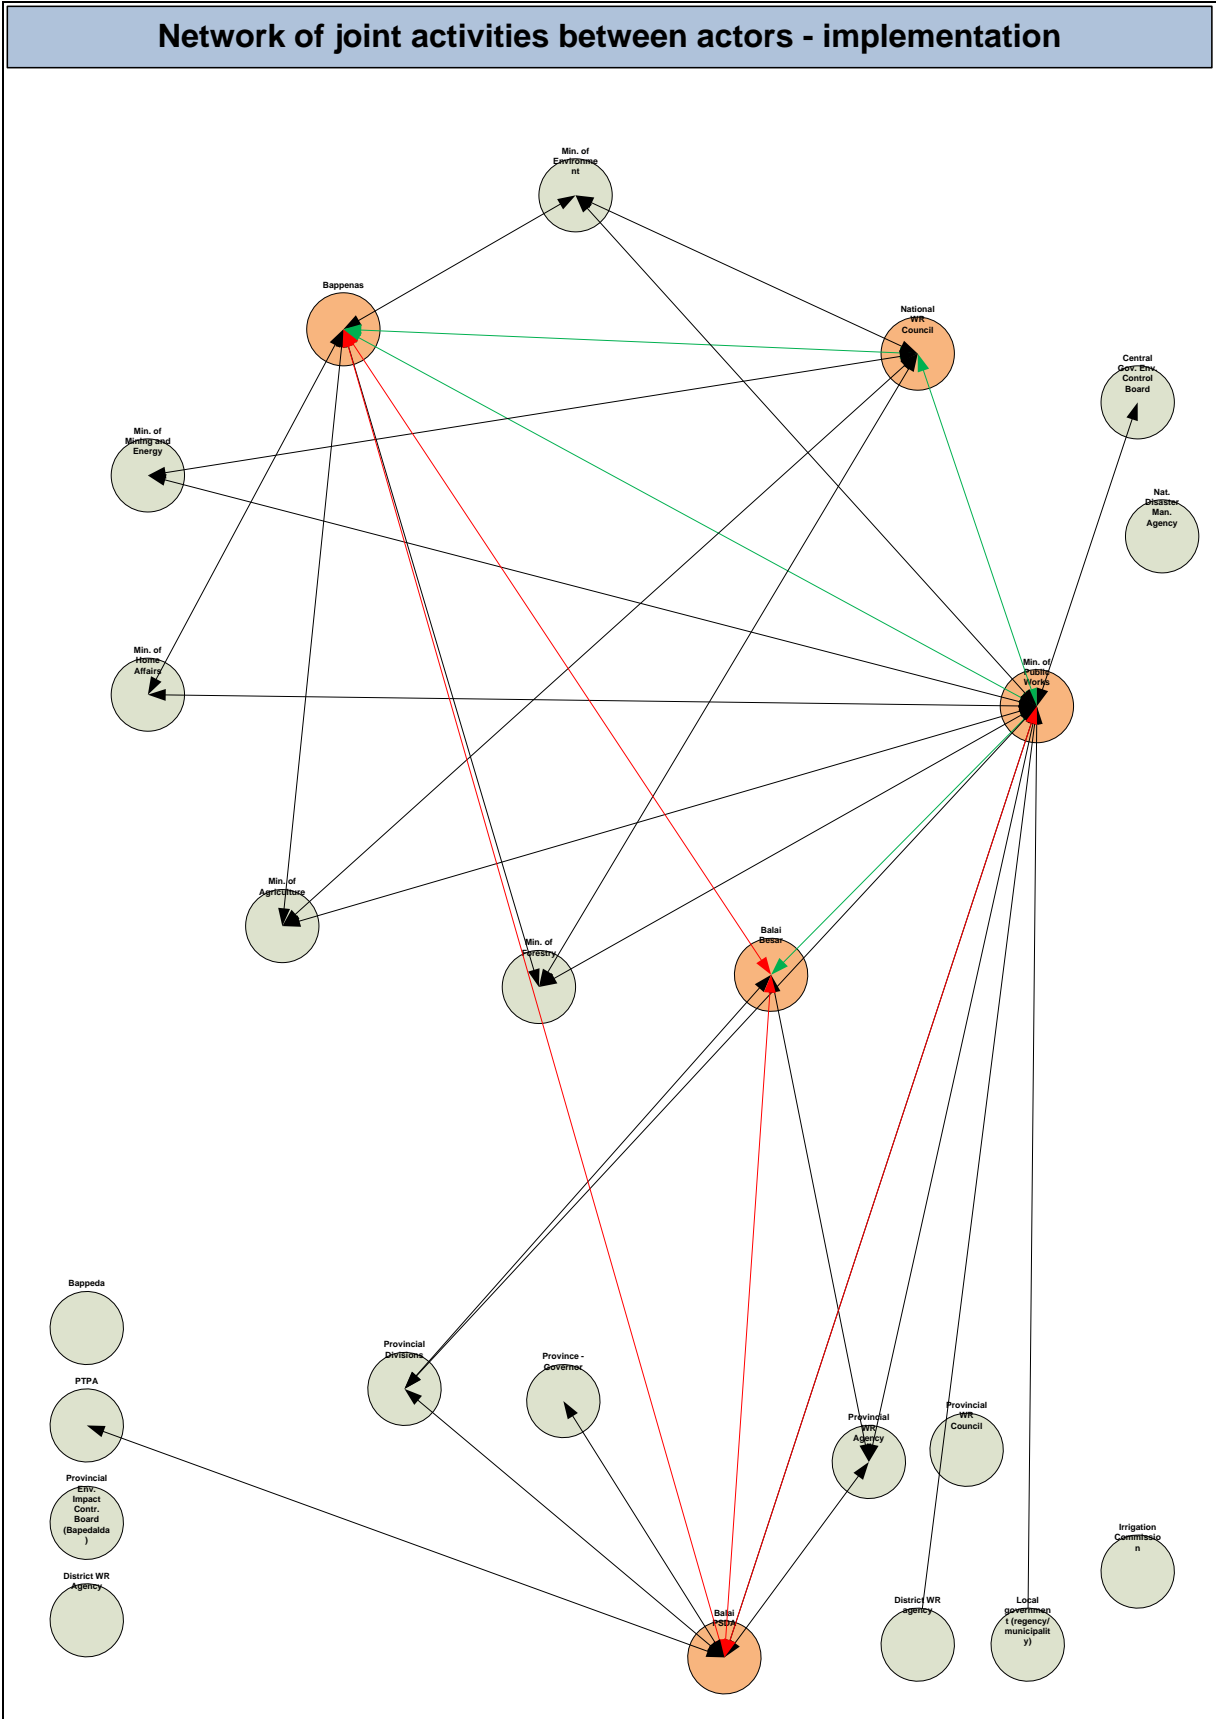 Network of joint activities between actors - implementation
Min. of
Environme
nt
Bappenas
National
WR
Council
Central
Gov. Env.
Control
Board
Min. of
Mining and
Energy
Nat.
Disaster
Man.
Agency
Min. of
Home
Affairs
Min. of
Public
Works
Min. of
Agriculture
Min. of
Forestry
Balai
Besar
Bappeda
Provincial
Divisions
Province -
Governor
PTPA
Provincial
WR
Agency
Provincial
WR
Council
Provincial
Env.
Impact
Contr.
Board
(Bapedalda
)
Irrigation
Commissio
n
District WR
Agency
Balai
PSDA
District WR
agency
Local
governmen
t (regency/
municipalit
y)